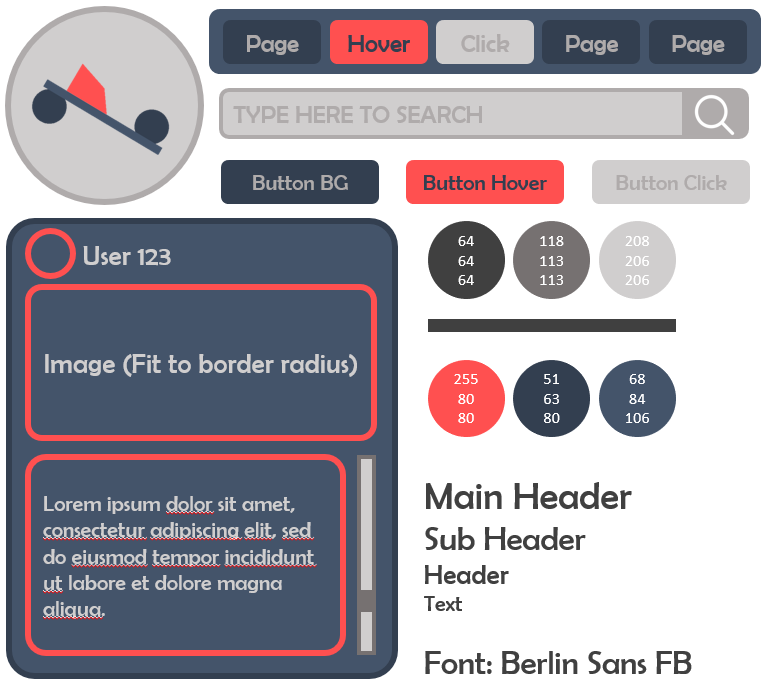 Page Hover Click Page Page
TYPE HERE TO SEARCH
Button BG Button Hover Button Click
User 123
Image (Fit to border radius)
Lorem ipsum dolor sit amet,
consectetur adipiscing elit, sed
do eiusmod tempor incididunt
ut labore et dolore magna
aliqua.
64 118 208
64 113 206
64 113 206
255 51 68
80 63 84
80 80 106
Main Header
Sub Header
Header
Text
Font: Berlin Sans FB